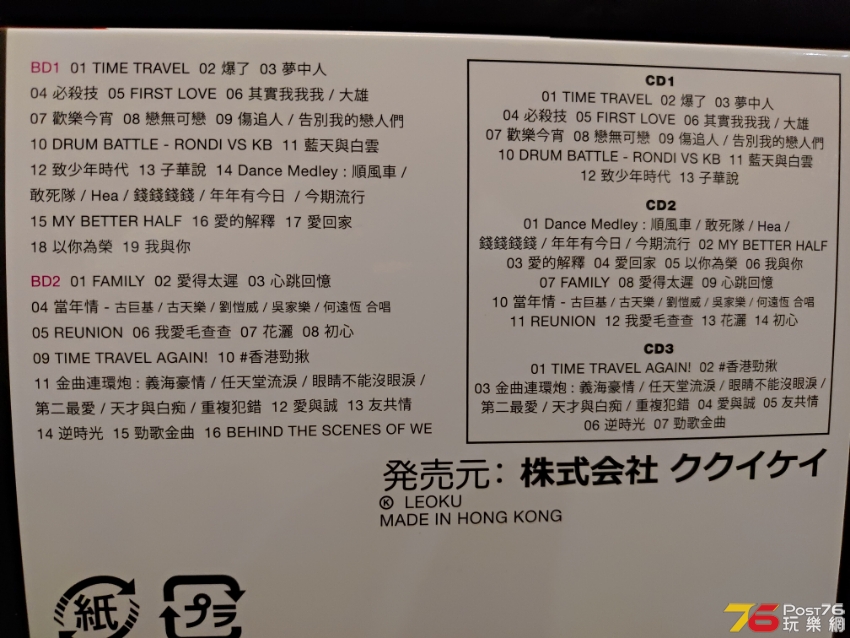 BD1 01 TIME TRAVEL 02 爆了 03 夢中人
04 必殺技 05 FIRST LOVE 06 其實我我我 / 大雄
07 歡樂今宵 08 戀無可戀 09 傷追人 / 告別我的戀人們
10 DRUM BATTLE - RONDI VS KB 11 藍天與白雲
12 致少年時代 13 子華說 14 Dance Medley : 順風車 /
敢死隊 / Hea / 錢錢錢錢 / 年年有今日 / 今期流行
15 MY BETTER HALF 16 愛的解釋 17 愛回家
18 以你為榮 19 我與你
BD2 01 FAMILY 02 愛得太遲 03 心跳回憶
04 當年情 - 古巨基 / 古天樂 / 劉愷威 / 吳家樂 / 何遠恆 合唱
05 REUNION 06 我愛毛查查 07 花灑 08 初心
09 TIME TRAVEL AGAIN! 10 #香港勁揪
11 金曲連環炮 : 義海豪情 / 任天堂流淚 / 眼睛不能沒眼淚 /
第二最愛 / 天才與白痴 / 重複犯錯 12 愛與誠 13 友共情
14 逆時光 15 勁歌金曲 16 BEHIND THE SCENES OF WE
CD1
01 TIME TRAVEL 02 爆了 03 夢中人
04 必殺技 05 FIRST LOVE 06 其實我我我 / 大雄
07 歡樂今宵 08 戀無可戀 09 傷追人 / 告別我的戀人們
10 DRUM BATTLE - RONDI VS KB 11 藍天與白雲
12 致少年時代 13 子華說
CD2
01 Dance Medley : 順風車 / 敢死隊 / Hea /
錢錢錢錢 / 年年有今日 / 今期流行 02 MY BETTER HALF
03 愛的解釋 04 愛回家 05 以你為榮 06 我與你
07 FAMILY 08 愛得太遲 09 心跳回憶
10 當年情 - 古巨基 / 古天樂 / 劉愷威 / 吳家樂 / 何遠恆 合唱
11 REUNION 12 我愛毛查查 13 花灑 14 初心
CD3
01 TIME TRAVEL AGAIN! 02 #香港勁揪
03 金曲連環炮 : 義海豪情 / 任天堂流淚 / 眼睛不能沒眼淚 /
第二最愛 / 天才與白痴 / 重複犯錯 04 愛與誠 05 友共情
06 逆時光 07 勁歌金曲
発売元: 株式会社 ククイケイ
Ⓚ LEOKU
MADE IN HONG KONG
紙 プラ
76 Post76
玩樂網